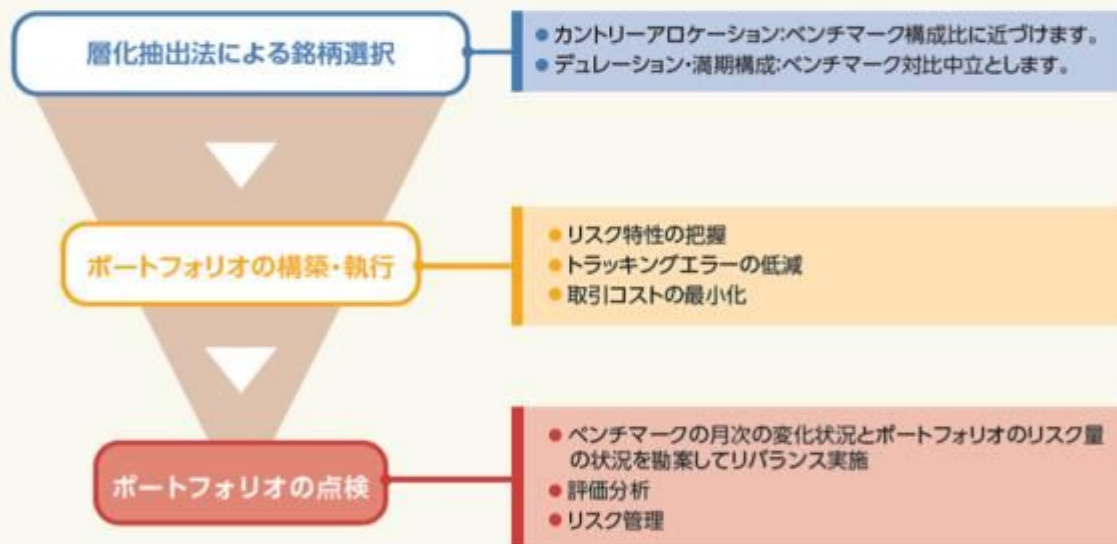 層化抽出法による銘柄選択
● カントリーアロケーション:ベンチマーク構成比に近づけます。
● デュレーション・満期構成:ベンチマーク対比中立とします。
ポートフォリオの構築・執行
● リスク特性の把握
● トラッキングエラーの低減
● 取引コストの最小化
ポートフォリオの点検
● ベンチマークの月次の変化状況とポートフォリオのリスク量
の状況を勘案してリバランス実施
● 評価分析
● リスク管理